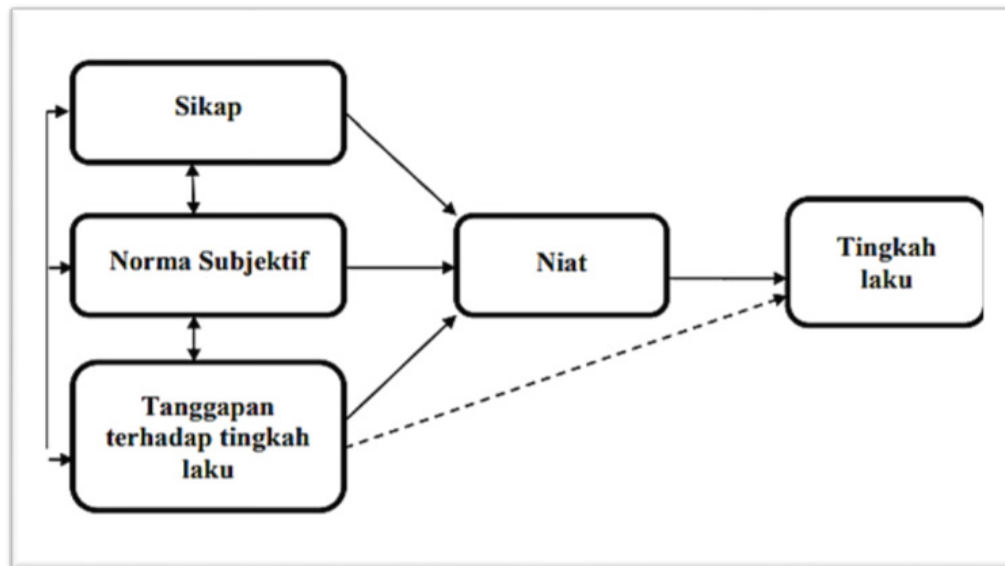 Sikap
Norma Subjektif
Tanggapan
terhadap tingkah
laku
Niat
Tingkah
laku